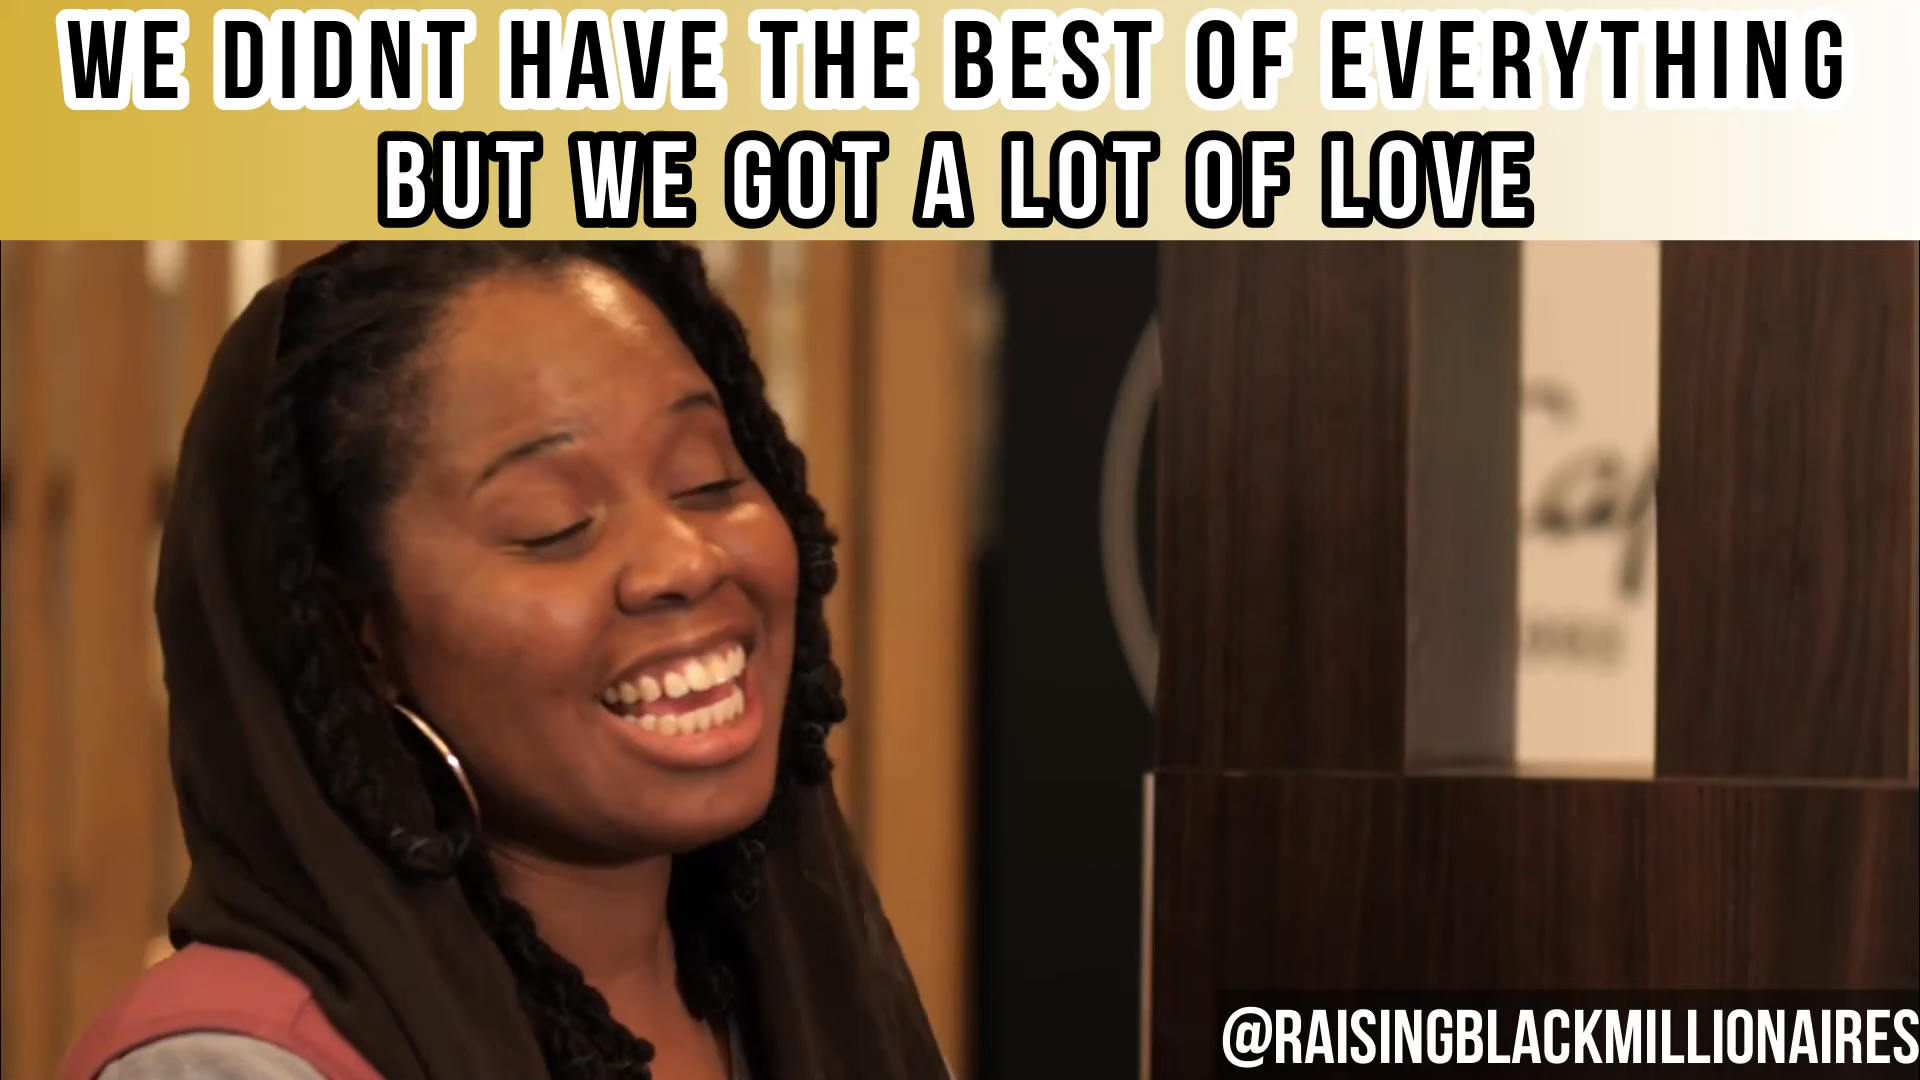 WE DIDNT HAVE THE BEST OF EVERYTHING
BUT WE GOT A LOT OF LOVE
@RAISINGBLACKMILLIONAIRES